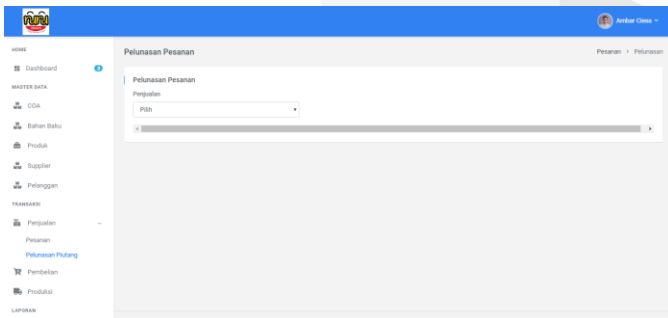 Ambar Ciess
HOME
Dashboard
MASTER DATA
COA
Bahan Baku
Produk
Supplier
Pelanggan
TRANSAKSI
Penjualan
Pesanan
Pelunasan Piutang
Pembelian
Produksi
LAPORAN
Pelunasan Pesanan
Pesanan > Pelunasan
Pelunasan Pesanan
Penjualan
Pilih